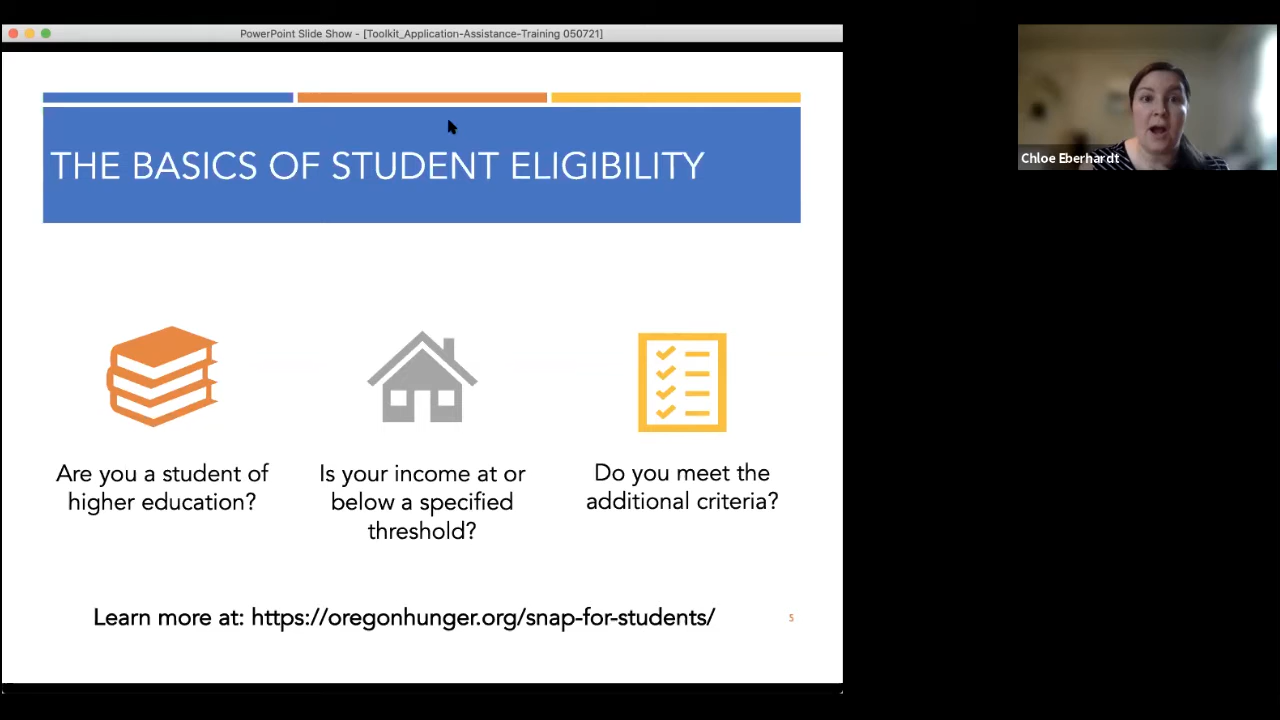 PowerPoint Slide Show - [Toolkit_Application-Assistance-Training 050721]
THE BASICS OF STUDENT ELIGIBILITY
Are you a student of
higher education?
Is your income at or
below a specified
threshold?
Do you meet the
additional criteria?
Learn more at: https://oregonhunger.org/snap-for-students/
5
Chloe Eberhardt